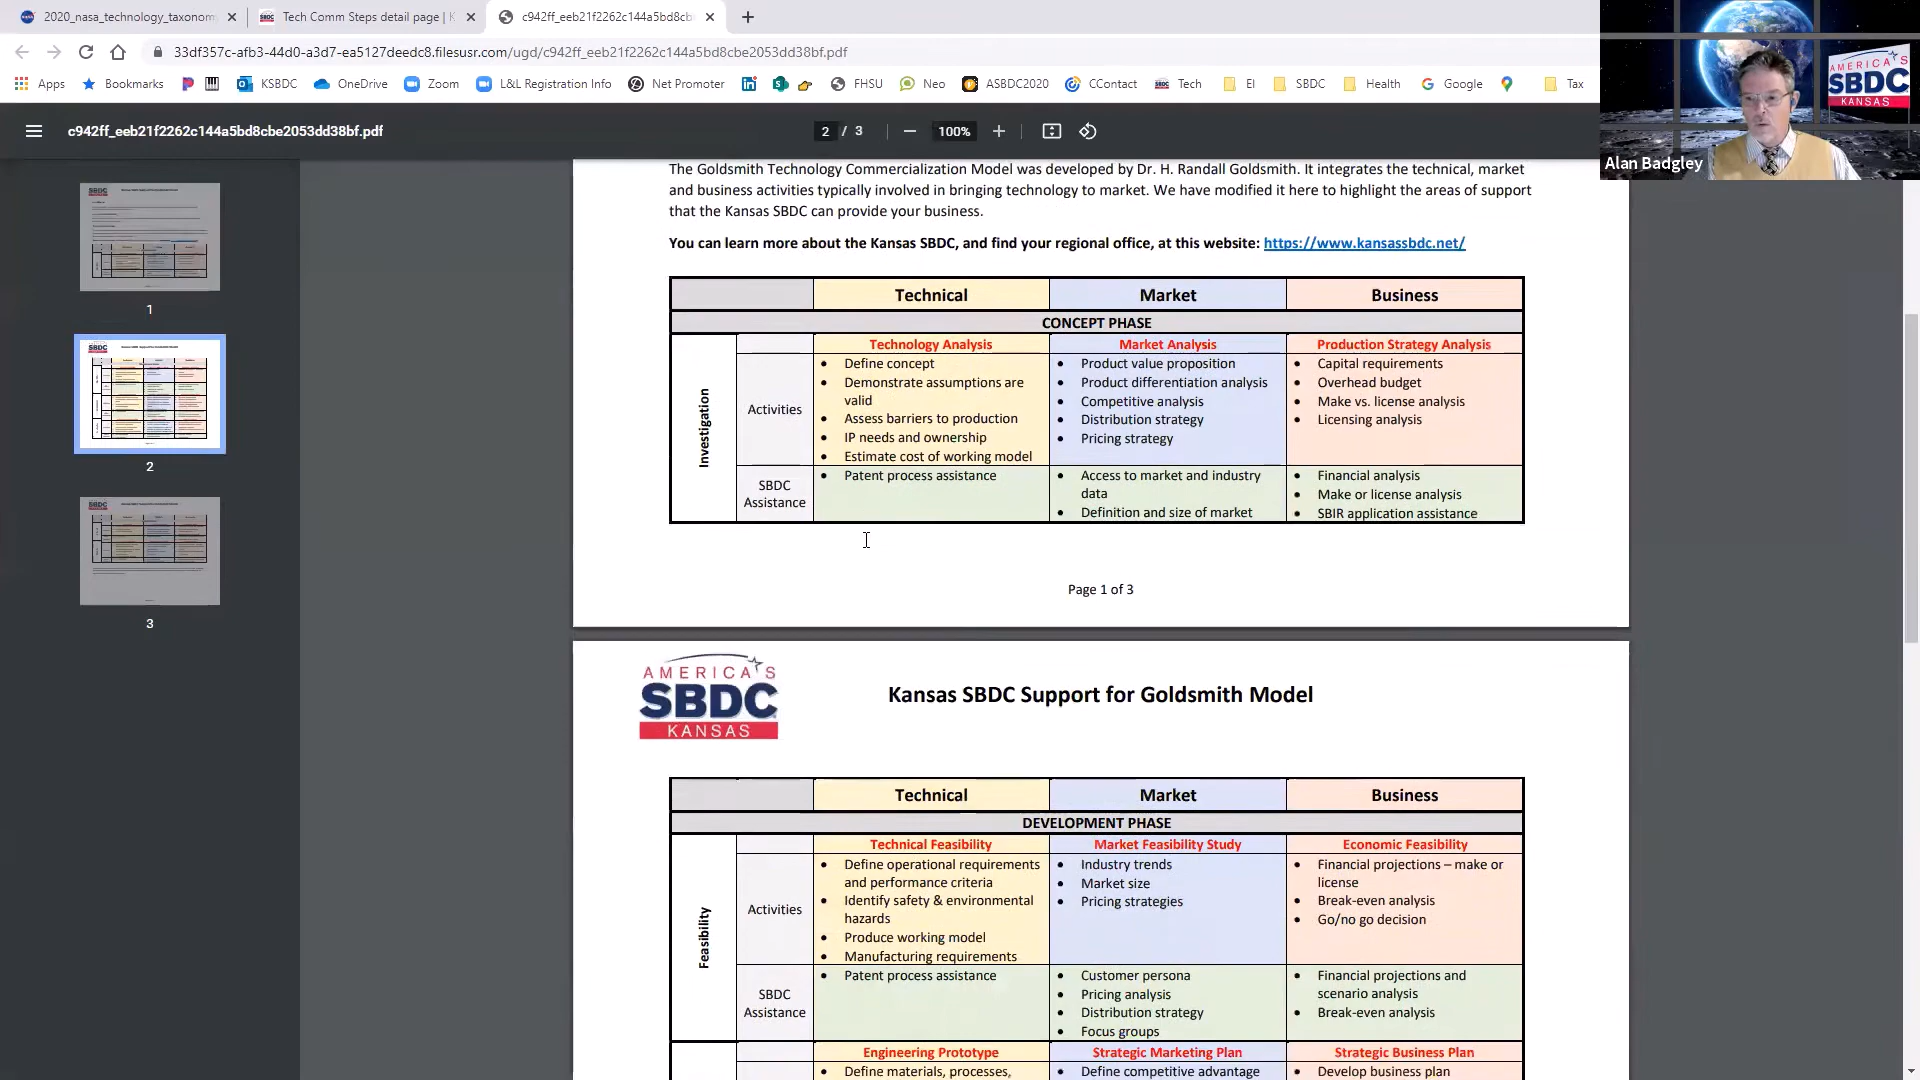 2020_nasa_technology_taxonom
Tech Comm Steps detail page | K
c942ff_eeb21f2262c144a5bd8cb
33df357c-afb3-44d0-a3d7-ea5127deedc8.filesusr.com/ugd/c942ff_eeb21f2262c144a5bd8cbe2053dd38bf.pdf
Apps
Bookmarks
KSBDC
OneDrive
Zoom
L&L Registration Info
Net Promoter
FHSU
Neo
ASBDC2020
CContact
Tech
EI
SBDC
Health
Google
Tax
AMERICA'S
SBDC
KANSAS
Alan Badgley
c942ff_eeb21f2262c144a5bd8cbe2053dd38bf.pdf
2 / 3
100%
1
2
3
The Goldsmith Technology Commercialization Model was developed by Dr. H. Randall Goldsmith. It integrates the technical, market
and business activities typically involved in bringing technology to market. We have modified it here to highlight the areas of support
that the Kansas SBDC can provide your business.
You can learn more about the Kansas SBDC, and find your regional office, at this website: https://www.kansassbdc.net/
Technical
Market
Business
CONCEPT PHASE
Investigation
Activities
Technology Analysis
• Define concept
• Demonstrate assumptions are
valid
• Assess barriers to production
• IP needs and ownership
• Estimate cost of working model
Market Analysis
• Product value proposition
• Product differentiation analysis
• Competitive analysis
• Distribution strategy
• Pricing strategy
Production Strategy Analysis
• Capital requirements
• Overhead budget
• Make vs. license analysis
• Licensing analysis
SBDC
Assistance
• Patent process assistance
• Access to market and industry
data
• Definition and size of market
• Financial analysis
• Make or license analysis
• SBIR application assistance
Page 1 of 3
AMERICA'S
SBDC
KANSAS
Kansas SBDC Support for Goldsmith Model
Technical
Market
Business
DEVELOPMENT PHASE
Feasibility
Activities
Technical Feasibility
• Define operational requirements
and performance criteria
• Identify safety & environmental
hazards
• Produce working model
• Manufacturing requirements
Market Feasibility Study
• Industry trends
• Market size
• Pricing strategies
Economic Feasibility
• Financial projections – make or
license
• Break-even analysis
• Go/no go decision
SBDC
Assistance
• Patent process assistance
• Customer persona
• Pricing analysis
• Distribution strategy
• Focus groups
• Financial projections and
scenario analysis
• Break-even analysis
Engineering Prototype
• Define materials, processes,
Strategic Marketing Plan
• Define competitive advantage
Strategic Business Plan
• Develop business plan